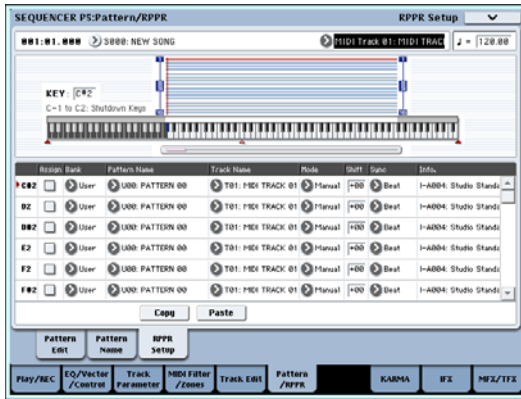 SEQUENCER P5:Pattern/RPPR RPPR Setup
001:01.000 S000: NEW SONG MIDI Track 01: MIDI TRAC ♩ = 120.00
KEY: C#2
C-1 to C2: Shutdown Keys
Assign Bank Pattern Name Track Name Mode Shift Sync Info.
C#2 User U00: PATTERN 00 T01: MIDI TRACK 01 Manual +00 Beat I-A004: Studio Standa
D2 User U00: PATTERN 00 T01: MIDI TRACK 01 Manual +00 Beat I-A004: Studio Standa
D#2 User U00: PATTERN 00 T01: MIDI TRACK 01 Manual +00 Beat I-A004: Studio Standa
E2 User U00: PATTERN 00 T01: MIDI TRACK 01 Manual +00 Beat I-A004: Studio Standa
F2 User U00: PATTERN 00 T01: MIDI TRACK 01 Manual +00 Beat I-A004: Studio Standa
F#2 User U00: PATTERN 00 T01: MIDI TRACK 01 Manual +00 Beat I-A004: Studio Standa
Copy Paste
Pattern Edit Pattern Name RPPR Setup
Play/REC EQ/Vector /Control Track Parameter MIDI Filter /Zones Track Edit Pattern /RPPR KARMA IFX MFX/TFX